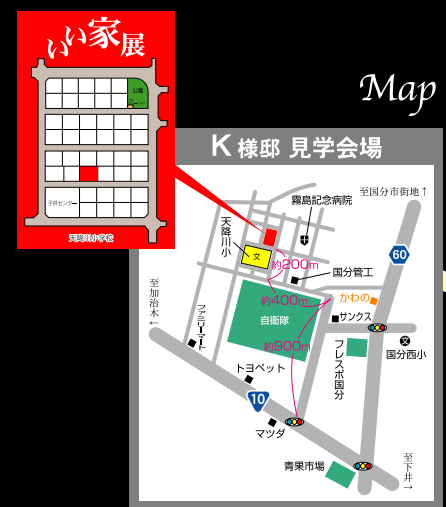 いい家展
公園
子供センター
天降川小学校
Map
K様邸 見学会場
至国分市街地↑
霧島記念病院
天降川小
文
60
約200m
国分管工
至加治木←
約400m
かわの
自衛隊
サンクス
ファミリーマート
約900m
文
国分西小
フレスポ国分
トヨペット
10
マツダ
青果市場
至下井→